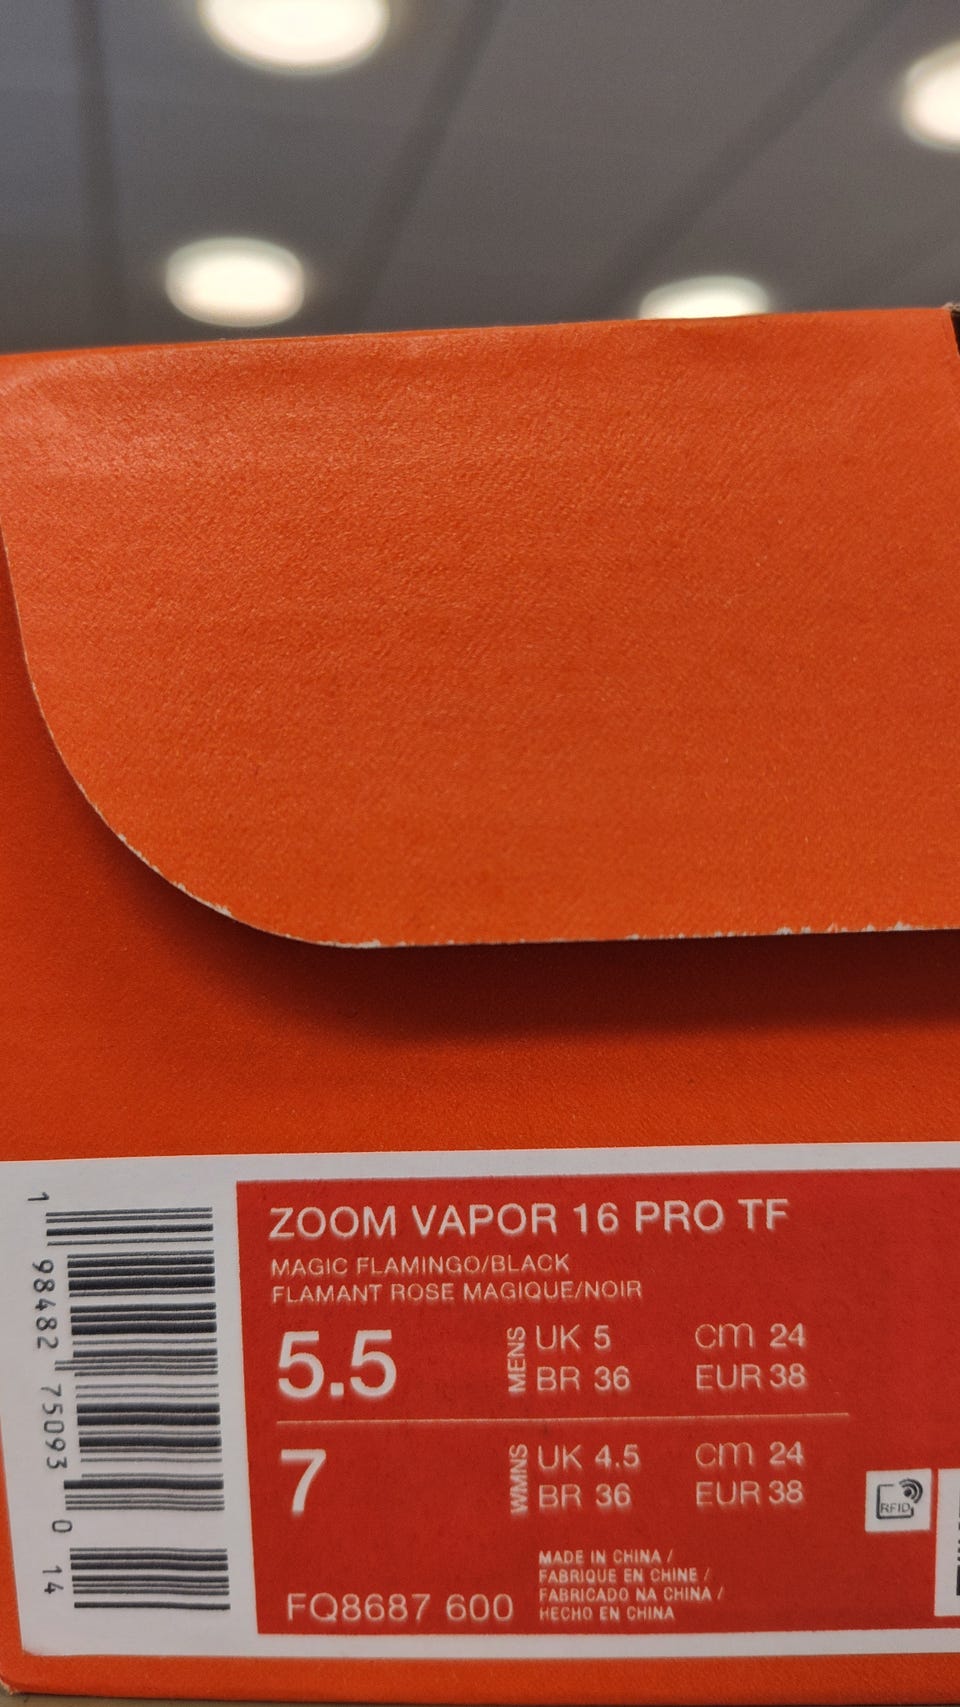 ZOOM VAPOR 16 PRO TF
MAGIC FLAMINGO/BLACK
FLAMANT ROSE MAGIQUE/NOIR
5.5 MENS UK 5 cm 24
BR 36 EUR 38
7 WMNS UK 4.5 cm 24
BR 36 EUR 38
RFID
MADE IN CHINA /
FABRIQUE EN CHINE /
FABRICADO NA CHINA /
HECHO EN CHINA
FQ8687 600
1 98482 75093 0 14